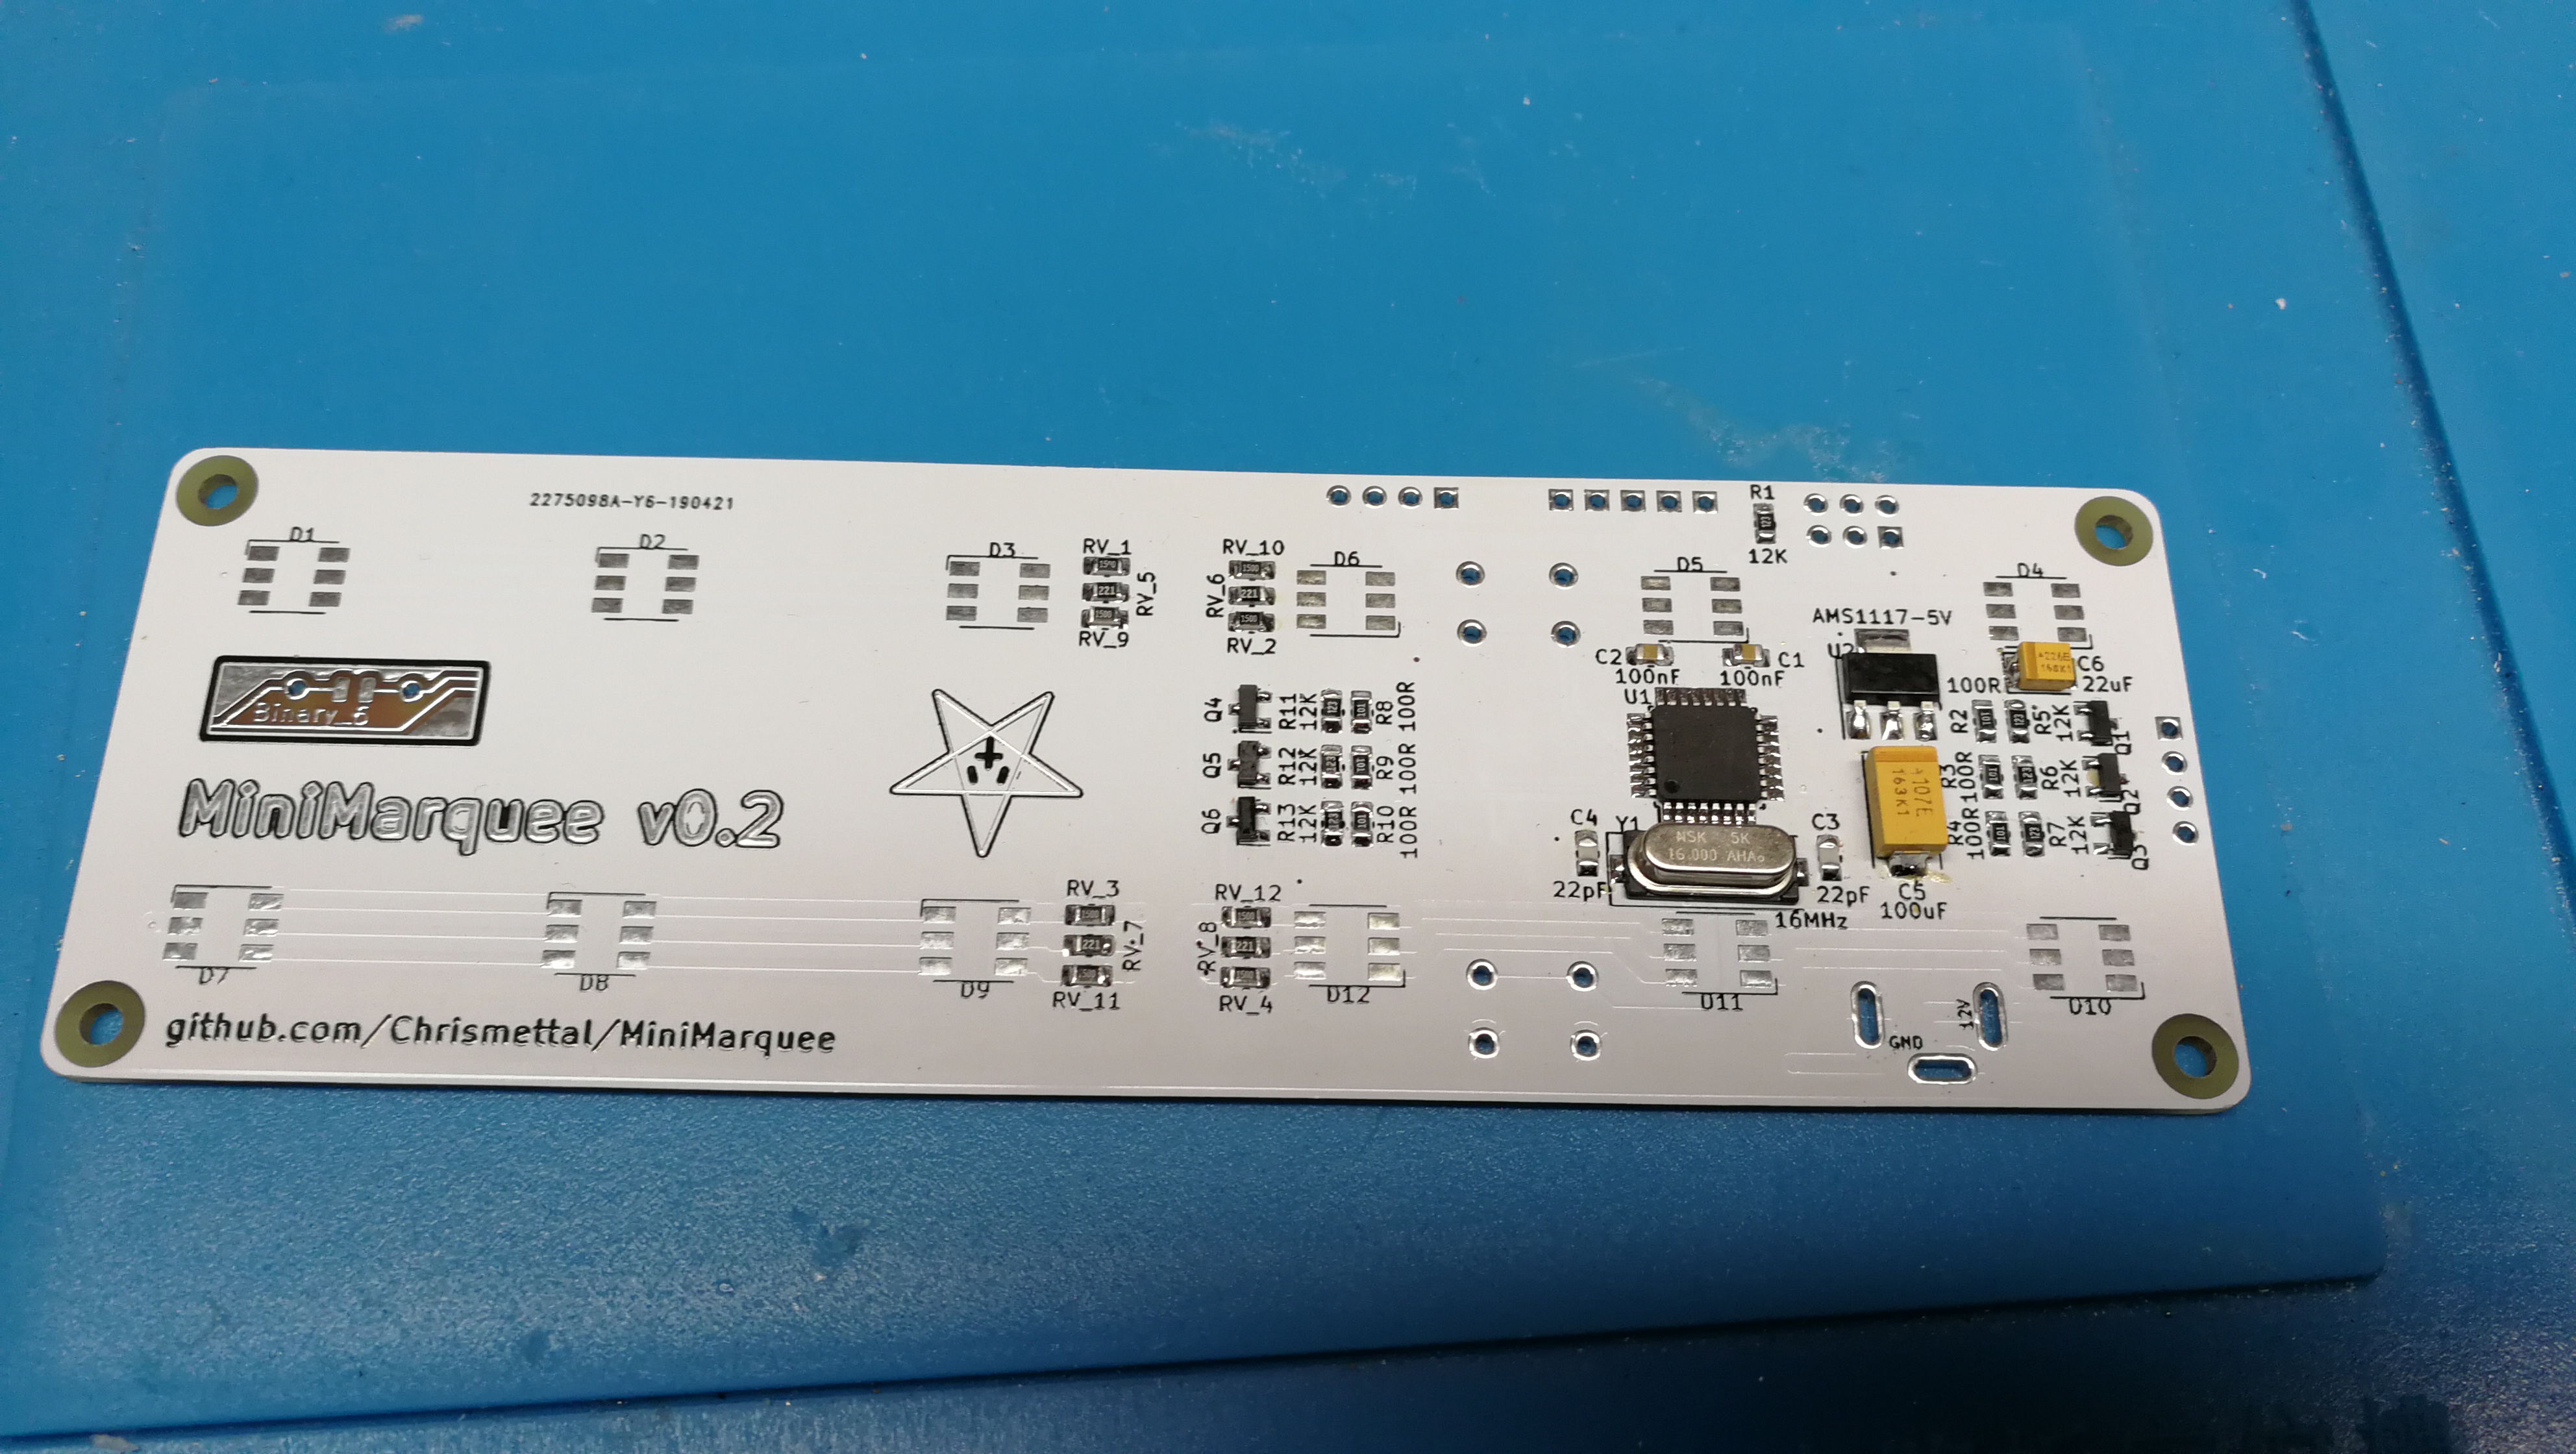 2275098A-Y6-190421
D1
D2
D3
RV_1
RV_5
RV_9
RV_10
RV_6
RV_2
D6
D5
R1
12K
D4
AMS1117-5V
U2
C2
100nF
C1
100nF
U1
C6
22uF
226E
Binary_6
MiniMarquee v0.2
Q4
R11
12K
R8
100R
Q5
R12
12K
R9
100R
Q6
R13
12K
R10
100R
100R
R2
R5
12K
Q1
R3
100R
R6
12K
Q2
R4
100R
R7
12K
Q3
107E
163K1
C5
100uF
C4
22pF
Y1
NSK 5K
16.000 AHA
C3
22pF
16MHz
D7
D8
D9
RV_3
RV_7
RV_11
RV_12
RV_8
RV_4
D12
D11
D10
12V
GND
github.com/Chrismettal/MiniMarquee